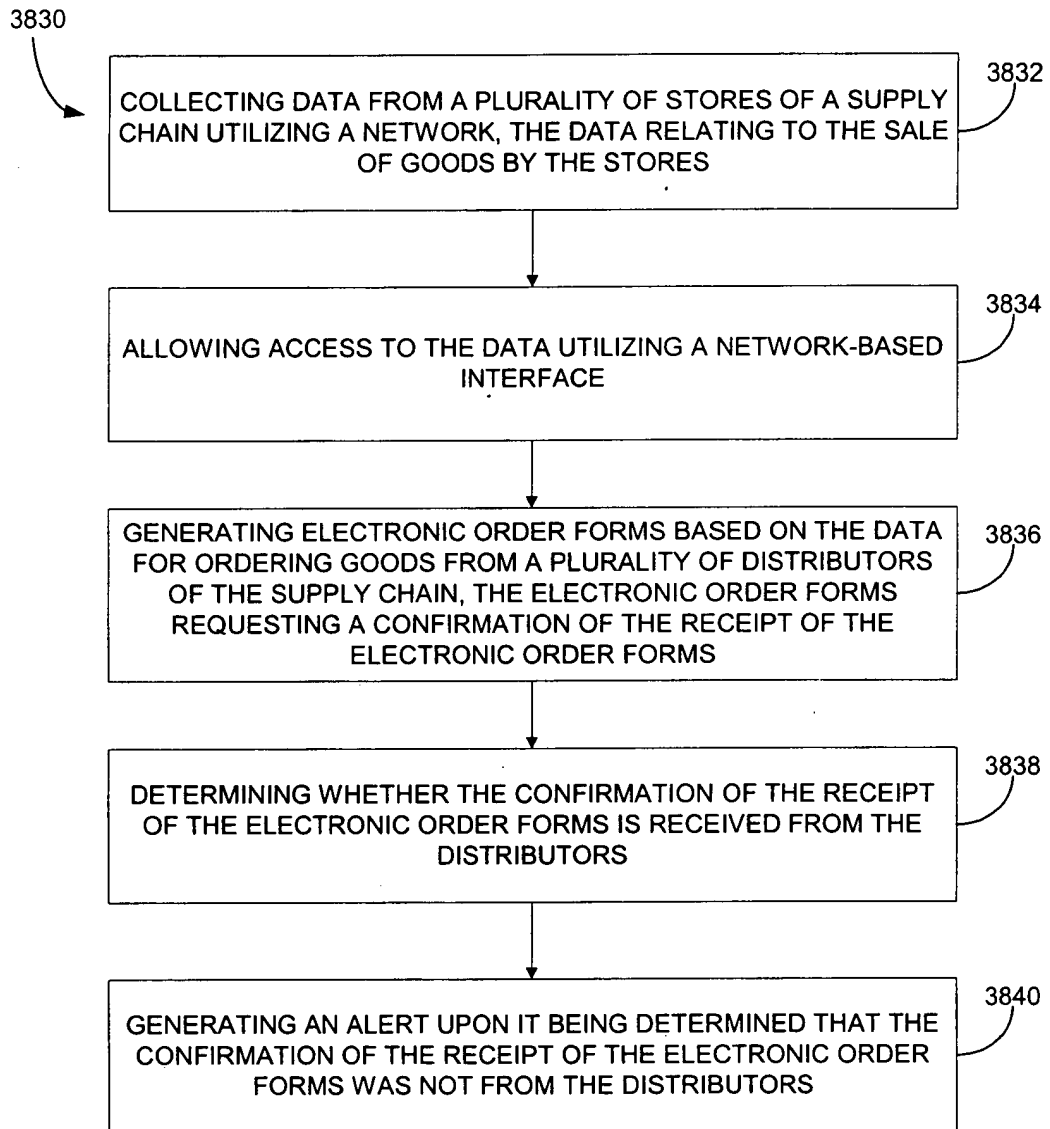 3830
3832
COLLECTING DATA FROM A PLURALITY OF STORES OF A SUPPLY
CHAIN UTILIZING A NETWORK, THE DATA RELATING TO THE SALE
OF GOODS BY THE STORES
3834
ALLOWING ACCESS TO THE DATA UTILIZING A NETWORK-BASED
INTERFACE
3836
GENERATING ELECTRONIC ORDER FORMS BASED ON THE DATA
FOR ORDERING GOODS FROM A PLURALITY OF DISTRIBUTORS
OF THE SUPPLY CHAIN, THE ELECTRONIC ORDER FORMS
REQUESTING A CONFIRMATION OF THE RECEIPT OF THE
ELECTRONIC ORDER FORMS
3838
DETERMINING WHETHER THE CONFIRMATION OF THE RECEIPT
OF THE ELECTRONIC ORDER FORMS IS RECEIVED FROM THE
DISTRIBUTORS
3840
GENERATING AN ALERT UPON IT BEING DETERMINED THAT THE
CONFIRMATION OF THE RECEIPT OF THE ELECTRONIC ORDER
FORMS WAS NOT FROM THE DISTRIBUTORS